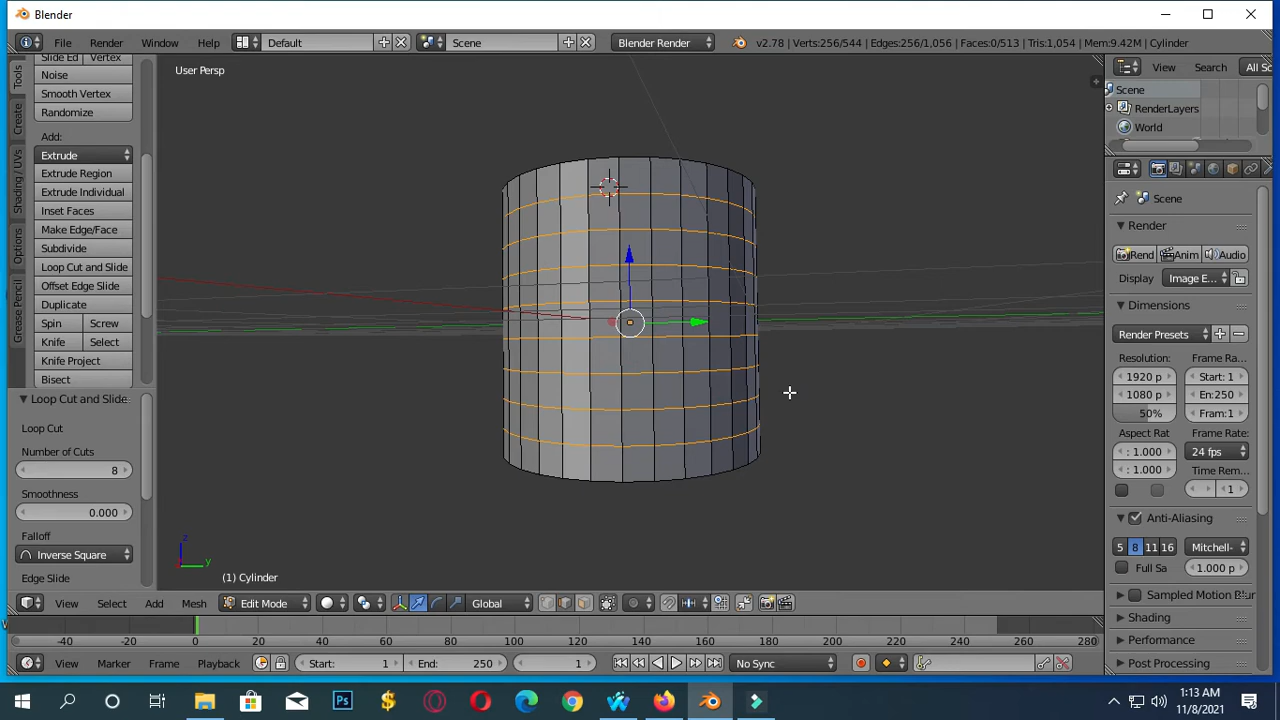 Blender
File
Render
Window
Help
Default
Scene
Blender Render
v2.78 | Verts:256/544 | Edges:256/1,056 | Faces:0/513 | Tris:1,054 | Mem:9.42M | Cylinder
Slide Ed
Vertex
Noise
Smooth Vertex
Randomize
Add:
Extrude
Extrude Region
Extrude Individual
Inset Faces
Make Edge/Face
Subdivide
Loop Cut and Slide
Offset Edge Slide
Duplicate
Spin
Screw
Knife
Select
Knife Project
Bisect
Tools
Create
Shading / UVs
Options
Grease Pencil
Loop Cut and Slide
Loop Cut
Number of Cuts
8
Smoothness
0.000
Falloff
Inverse Square
Edge Slide
User Persp
z
y
(1) Cylinder
View
Select
Add
Mesh
Edit Mode
Global
-40
-20
0
20
40
60
80
100
120
140
160
180
200
220
240
260
280
View
Marker
Frame
Playback
Start:
1
End:
250
1
No Sync
View
Search
All S
Scene
RenderLayers
World
Scene
Render
Rend
Anim
Audio
Display
Image E...
Dimensions
Render Presets
Resolution:
Frame Ra...
1920 p
Start: 1
1080 p
En:250
50%
Fram:1
Aspect Rat
Frame Rate:
: 1.000
24 fps
: 1.000
Time Rem...
1
Anti-Aliasing
5
8
11
16
Mitchell-
Full Sa
1.000 p
Sampled Motion Blur
Shading
Performance
Post Processing
Ps
1:13 AM
11/8/2021